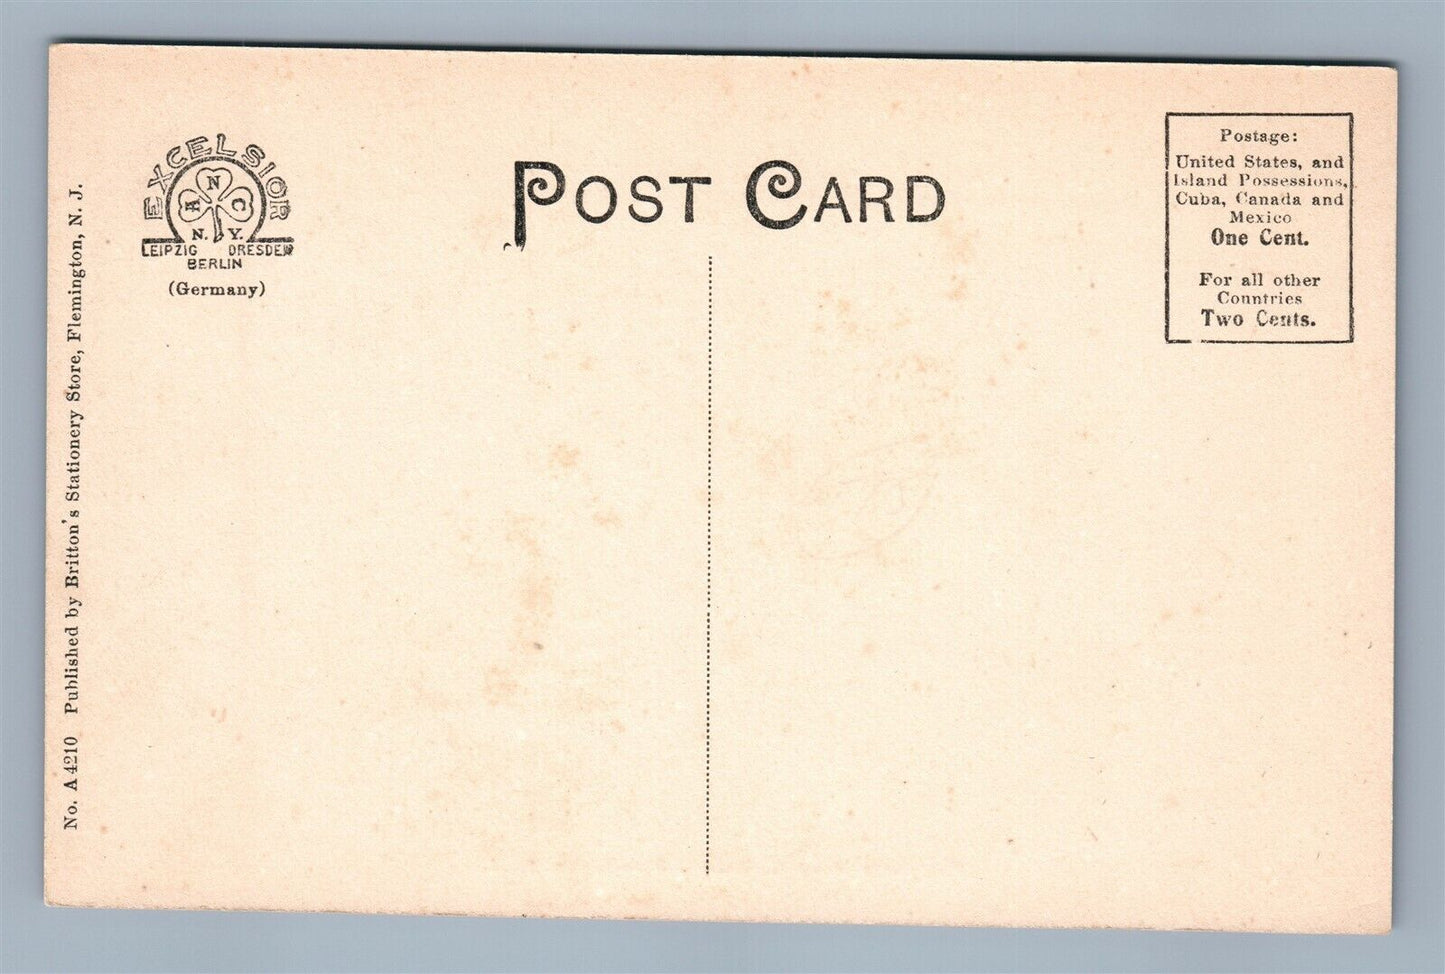 EXCELSIOR
N
A C
N. Y.
LEIPZIG DRESDEN
BERLIN
(Germany)
POST CARD
Postage:
United States, and
Island Possessions,
Cuba, Canada and
Mexico
One Cent.
For all other
Countries
Two Cents.
No. A 4210 Published by Britton's Stationery Store, Flemington, N. J.